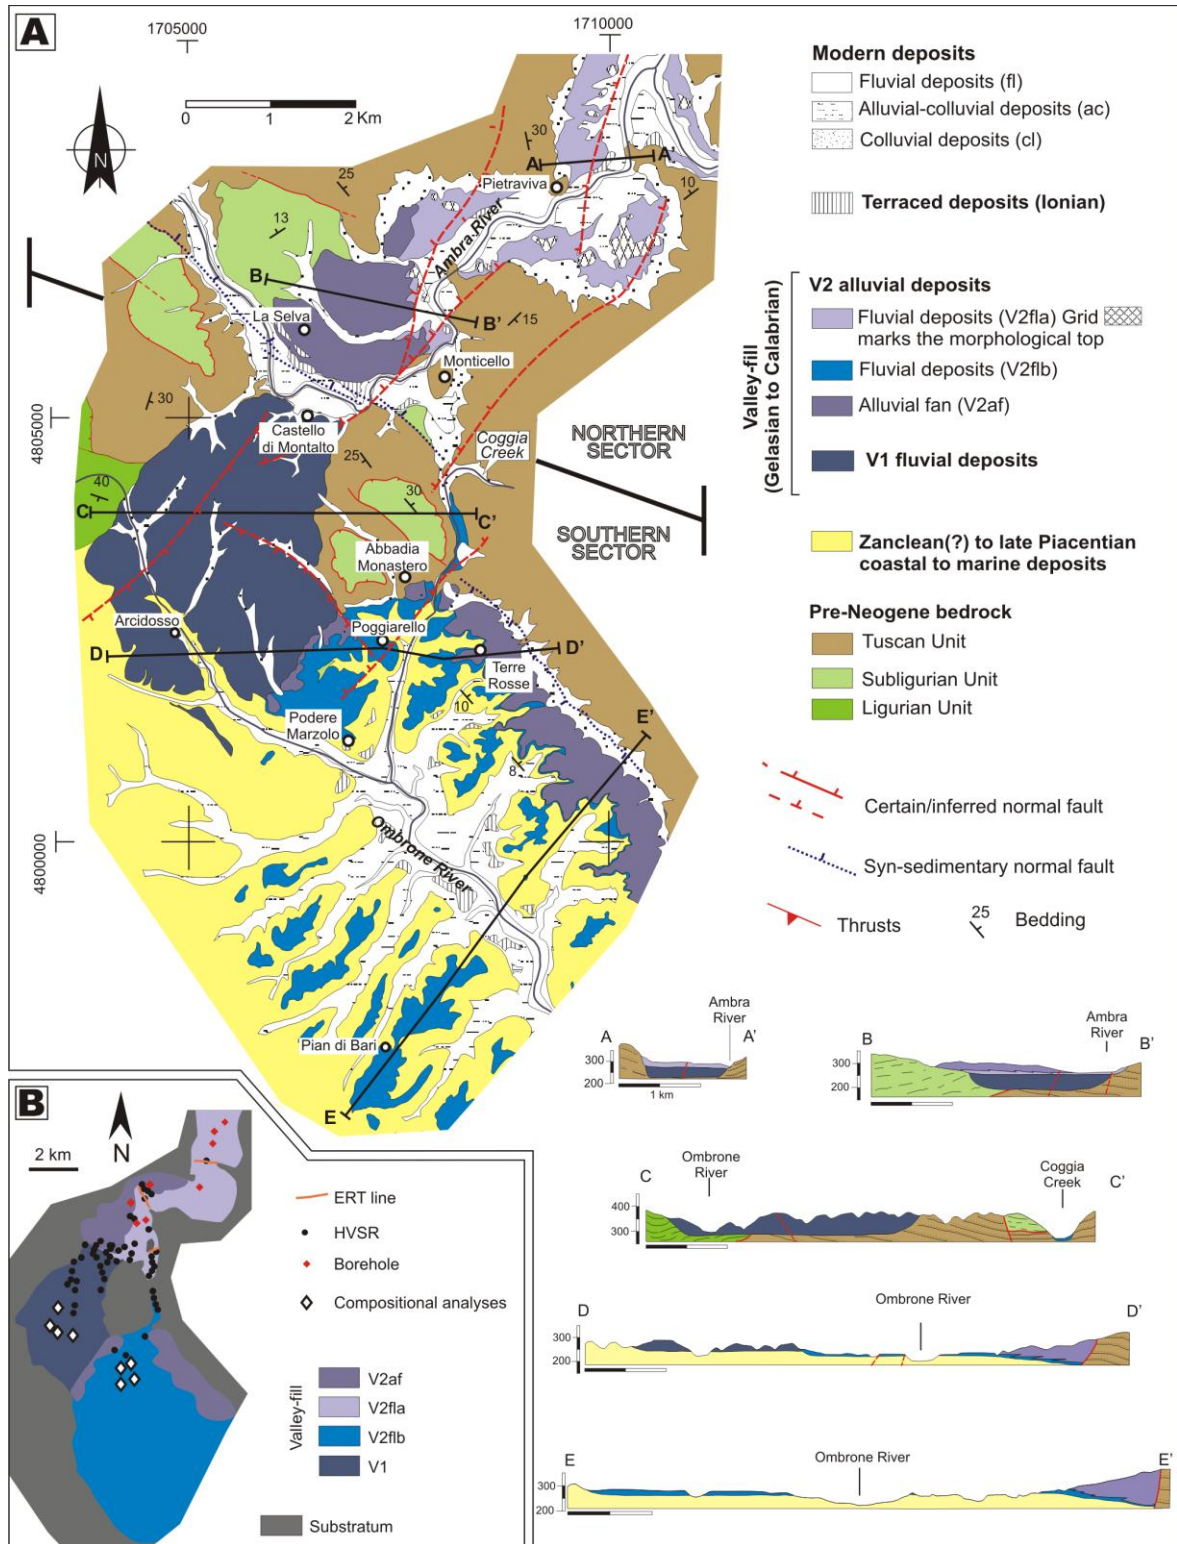 A
1705000
1710000
0 1 2 Km
N
30
A
A'
Pietraviva
10
25
13
Ambra River
B
B'
La Selva
15
Monticello
30
Castello
di Montalto
25
Coggia
Creek
NORTHERN
SECTOR
4805000
40
C
C'
30
SOUTHERN
SECTOR
Abbadia
Monastero
Arcidosso
Poggiarello
D
D'
Terre
Rosse
10
Podere
Marzolo
E'
8
4800000
Ombrone River
Pian di Bari
E
Modern deposits
Fluvial deposits (fl)
Alluvial-colluvial deposits (ac)
Colluvial deposits (cl)
Terraced deposits (Ionian)
Valley-fill
(Gelasian to Calabrian)
V2 alluvial deposits
Fluvial deposits (V2fla) Grid
marks the morphological top
Fluvial deposits (V2flb)
Alluvial fan (V2af)
V1 fluvial deposits
Zanclean(?) to late Piacentian
coastal to marine deposits
Pre-Neogene bedrock
Tuscan Unit
Subligurian Unit
Ligurian Unit
Certain/inferred normal fault
Syn-sedimentary normal fault
Thrusts
25
Bedding
A
Ambra
River
A'
300
200
1 km
B
Ambra
River
B'
300
200
C
Ombrone
River
Coggia
Creek
C'
400
300
D
Ombrone River
D'
300
200
E
Ombrone River
E'
300
200
B
N
2 km
ERT line
HVSR
Borehole
Compositional analyses
Valley-fill
V2af
V2fla
V2flb
V1
Substratum